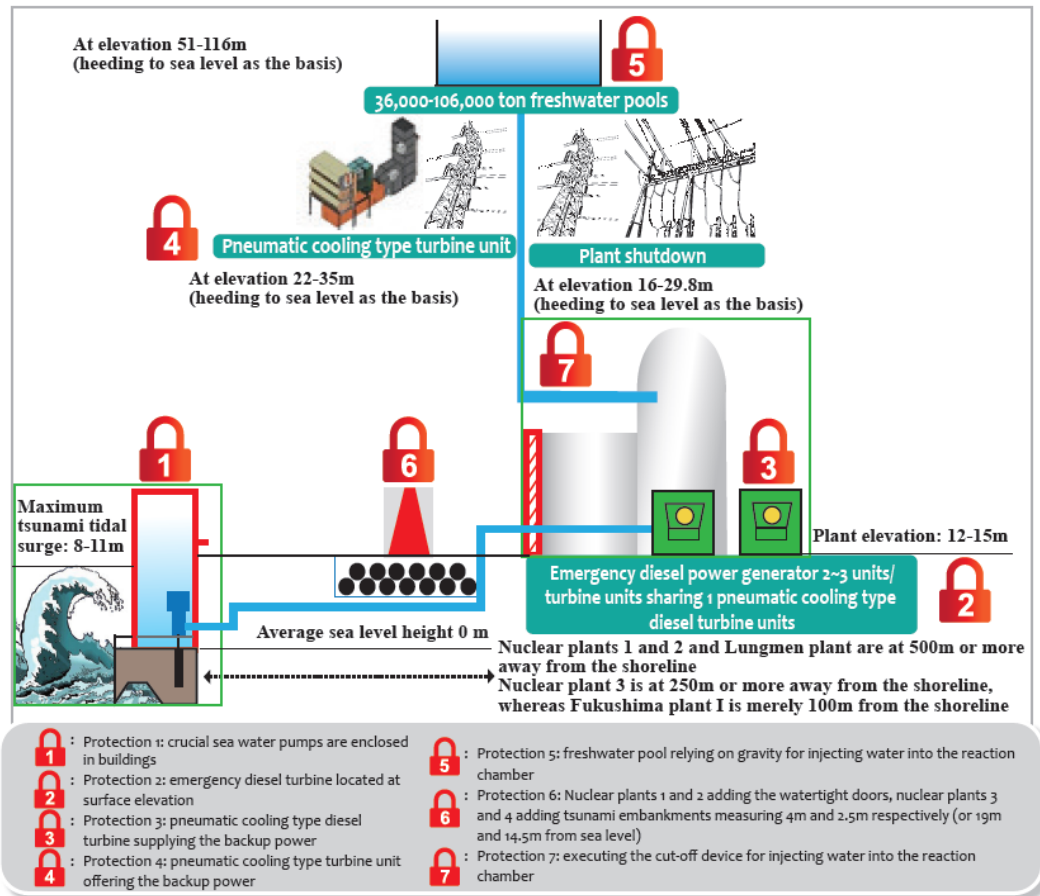 At elevation 51-116m
(heeding to sea level as the basis)
5
36,000-106,000 ton freshwater pools
4
Pneumatic cooling type turbine unit
At elevation 22-35m
(heeding to sea level as the basis)
Plant shutdown
At elevation 16-29.8m
(heeding to sea level as the basis)
7
1
6
3
Maximum
tsunami tidal
surge: 8-11m
Plant elevation: 12-15m
Emergency diesel power generator 2~3 units/
turbine units sharing 1 pneumatic cooling type
diesel turbine units
2
Average sea level height 0 m
Nuclear plants 1 and 2 and Lungmen plant are at 500m or more
away from the shoreline
Nuclear plant 3 is at 250m or more away from the shoreline,
whereas Fukushima plant I is merely 100m from the shoreline
1 : Protection 1: crucial sea water pumps are enclosed
in buildings
2 : Protection 2: emergency diesel turbine located at
surface elevation
3 : Protection 3: pneumatic cooling type diesel
turbine supplying the backup power
4 : Protection 4: pneumatic cooling type turbine unit
offering the backup power
5 : Protection 5: freshwater pool relying on gravity for injecting water into the reaction
chamber
6 : Protection 6: Nuclear plants 1 and 2 adding the watertight doors, nuclear plants 3
and 4 adding tsunami embankments measuring 4m and 2.5m respectively (or 19m
and 14.5m from sea level)
7 : Protection 7: executing the cut-off device for injecting water into the reaction
chamber